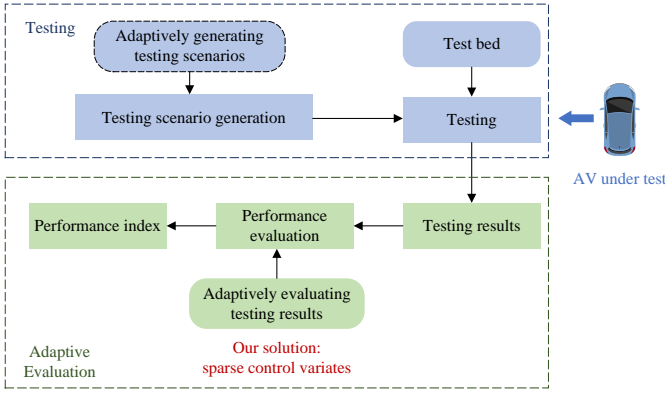 Testing
Adaptively generating
testing scenarios
Test bed
Testing scenario generation
Testing
AV under test
Performance index
Performance
evaluation
Testing results
Adaptively evaluating
testing results
Our solution:
sparse control variates
Adaptive
Evaluation